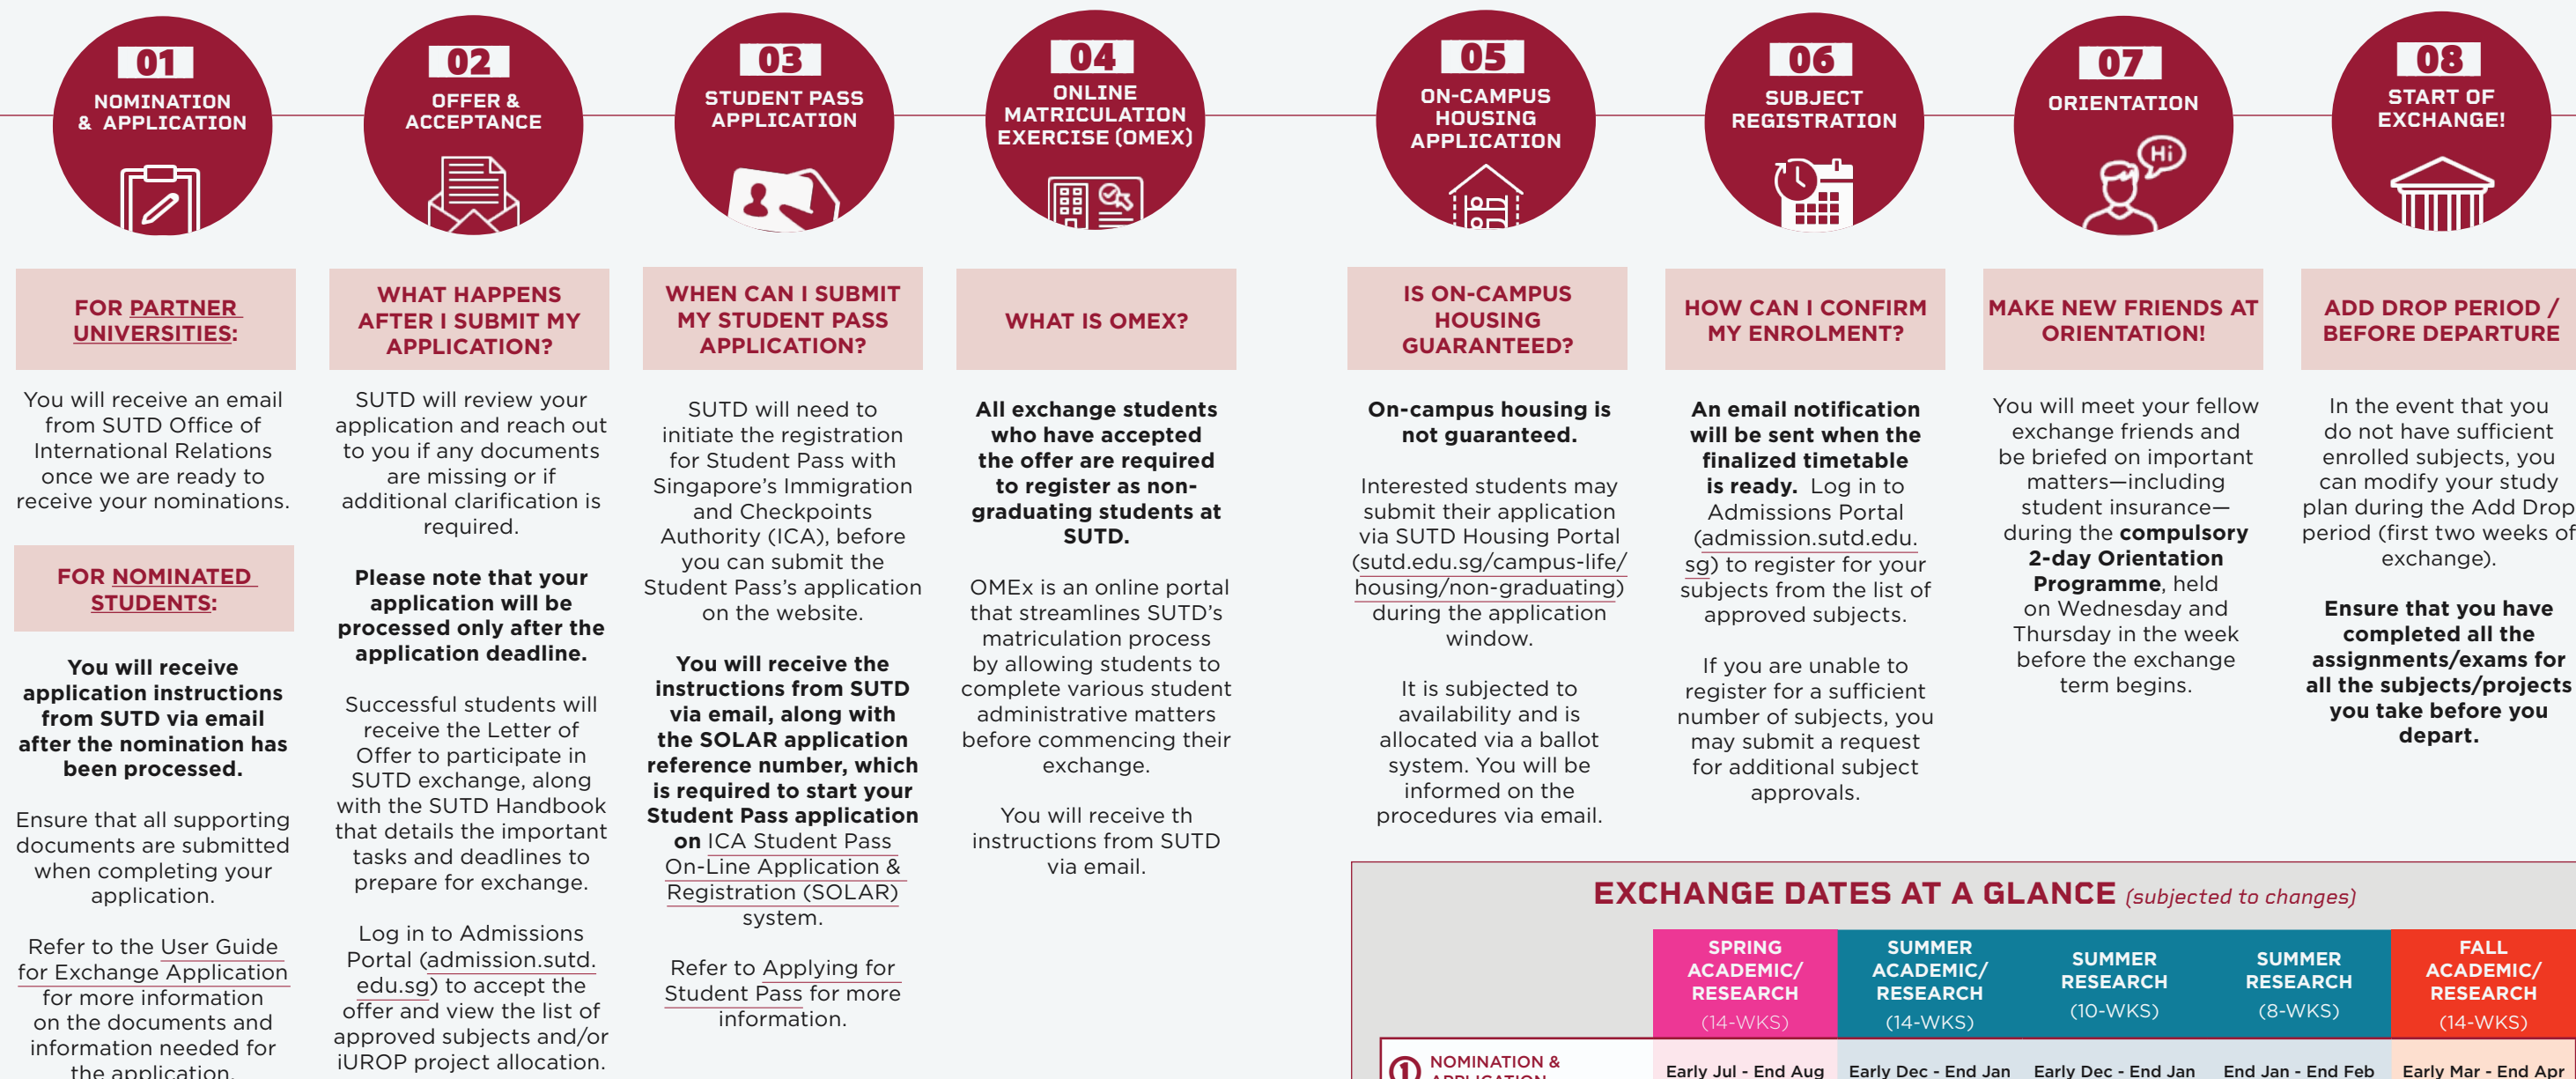 01
NOMINATION
& APPLICATION
02
OFFER &
ACCEPTANCE
03
STUDENT PASS
APPLICATION
04
ONLINE
MATRICULATION
EXERCISE (OMEX)
05
ON-CAMPUS
HOUSING
APPLICATION
06
SUBJECT
REGISTRATION
07
ORIENTATION
Hi
08
START OF
EXCHANGE!
FOR PARTNER
UNIVERSITIES:
You will receive an email
from SUTD Office of
International Relations
once we are ready to
receive your nominations.
FOR NOMINATED
STUDENTS:
You will receive
application instructions
from SUTD via email
after the nomination has
been processed.
Ensure that all supporting
documents are submitted
when completing your
application.
Refer to the User Guide
for Exchange Application
for more information
on the documents and
information needed for
the application.
WHAT HAPPENS
AFTER I SUBMIT MY
APPLICATION?
SUTD will review your
application and reach out
to you if any documents
are missing or if
additional clarification is
required.
Please note that your
application will be
processed only after the
application deadline.
Successful students will
receive the Letter of
Offer to participate in
SUTD exchange, along
with the SUTD Handbook
that details the important
tasks and deadlines to
prepare for exchange.
Log in to Admissions
Portal (admission.sutd.
edu.sg) to accept the
offer and view the list of
approved subjects and/or
iUROP project allocation.
WHEN CAN I SUBMIT
MY STUDENT PASS
APPLICATION?
SUTD will need to
initiate the registration
for Student Pass with
Singapore's Immigration
and Checkpoints
Authority (ICA), before
you can submit the
Student Pass's application
on the website.
You will receive the
instructions from SUTD
via email, along with
the SOLAR application
reference number, which
is required to start your
Student Pass application
on ICA Student Pass
On-Line Application &
Registration (SOLAR)
system.
Refer to Applying for
Student Pass for more
information.
WHAT IS OMEX?
All exchange students
who have accepted
the offer are required
to register as non-
graduating students at
SUTD.
OMEx is an online portal
that streamlines SUTD's
matriculation process
by allowing students to
complete various student
administrative matters
before commencing their
exchange.
You will receive th
instructions from SUTD
via email.
IS ON-CAMPUS
HOUSING
GUARANTEED?
On-campus housing is
not guaranteed.
Interested students may
submit their application
via SUTD Housing Portal
(sutd.edu.sg/campus-life/
housing/non-graduating)
during the application
window.
It is subjected to
availability and is
allocated via a ballot
system. You will be
informed on the
procedures via email.
HOW CAN I CONFIRM
MY ENROLMENT?
An email notification
will be sent when the
finalized timetable
is ready. Log in to
Admissions Portal
(admission.sutd.edu.
sg) to register for your
subjects from the list of
approved subjects.
If you are unable to
register for a sufficient
number of subjects, you
may submit a request
for additional subject
approvals.
MAKE NEW FRIENDS AT
ORIENTATION!
You will meet your fellow
exchange friends and
be briefed on important
matters—including
student insurance—
during the compulsory
2-day Orientation
Programme, held
on Wednesday and
Thursday in the week
before the exchange
term begins.
ADD DROP PERIOD /
BEFORE DEPARTURE
In the event that you
do not have sufficient
enrolled subjects, you
can modify your study
plan during the Add Drop
period (first two weeks of
exchange).
Ensure that you have
completed all the
assignments/exams for
all the subjects/projects
you take before you
depart.
EXCHANGE DATES AT A GLANCE (subjected to changes)
SPRING
ACADEMIC/
RESEARCH
(14-WKS)
SUMMER
ACADEMIC/
RESEARCH
(14-WKS)
SUMMER
RESEARCH
(10-WKS)
SUMMER
RESEARCH
(8-WKS)
FALL
ACADEMIC/
RESEARCH
(14-WKS)
1 NOMINATION &
APPLICATION
Early Jul - End Aug
Early Dec - End Jan
Early Dec - End Jan
End Jan - End Feb
Early Mar - End Apr